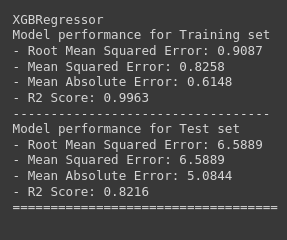 XGBRegressor
Model performance for Training set
- Root Mean Squared Error: 0.9087
- Mean Squared Error: 0.8258
- Mean Absolute Error: 0.6148
- R2 Score: 0.9963
----------------------------------
Model performance for Test set
- Root Mean Squared Error: 6.5889
- Mean Squared Error: 6.5889
- Mean Absolute Error: 5.0844
- R2 Score: 0.8216
===================================